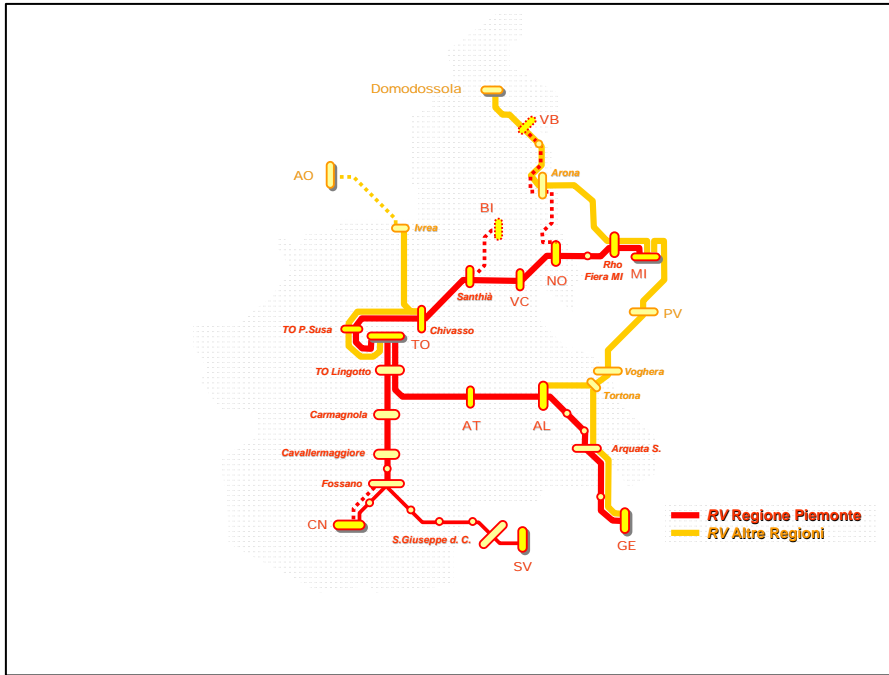 Domodossola
VB
AO
Arona
BI
Ivrea
Rho
Fiera MI
MI
NO
Santhià
VC
PV
TO P.Susa
Chivasso
TO
TO Lingotto
Voghera
Tortona
Carmagnola
AT
AL
Cavallermaggiore
Arquata S.
Fossano
CN
S.Giuseppe d. C.
SV
GE
RV Regione Piemonte
RV Altre Regioni